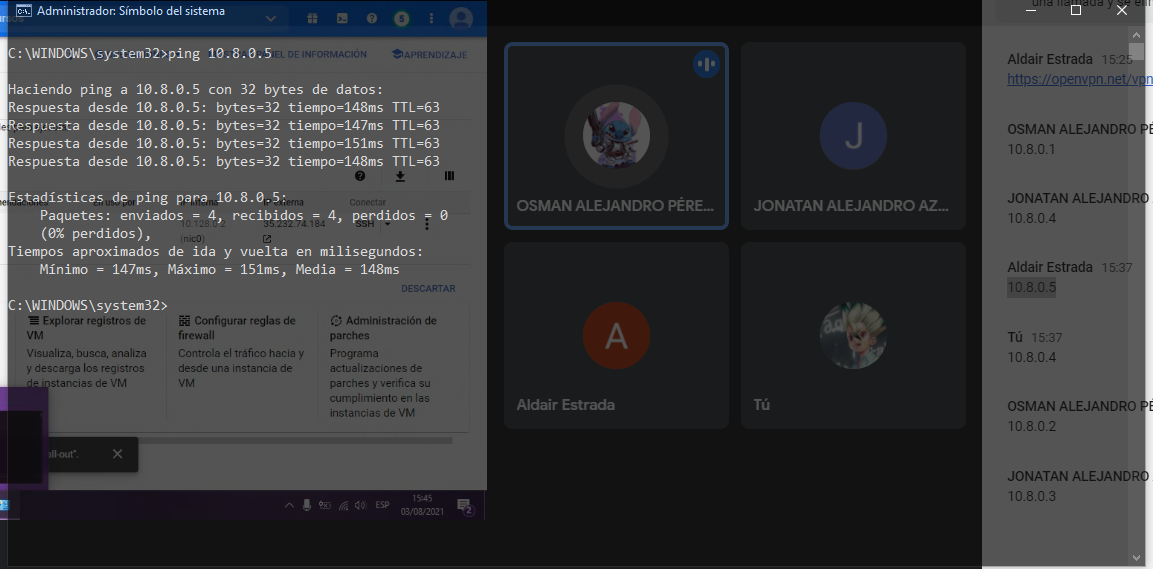 Administrador: Símbolo del sistema
C:\WINDOWS\system32>ping 10.8.0.5
PANEL DE INFORMACIÓN
APRENDIZAJE
Haciendo ping a 10.8.0.5 con 32 bytes de datos:
Respuesta desde 10.8.0.5: bytes=32 tiempo=148ms TTL=63
Respuesta desde 10.8.0.5: bytes=32 tiempo=147ms TTL=63
Respuesta desde 10.8.0.5: bytes=32 tiempo=151ms TTL=63
Respuesta desde 10.8.0.5: bytes=32 tiempo=148ms TTL=63
Estadísticas de ping para 10.8.0.5:
Paquetes: enviados = 4, recibidos = 4, perdidos = 0
(0% perdidos),
Tiempos aproximados de ida y vuelta en milisegundos:
Mínimo = 147ms, Máximo = 151ms, Media = 148ms
C:\WINDOWS\system32>
Conectar
10.128.0.2
(nic0)
35.232.74.184
SSH
DESCARTAR
Explorar registros de
VM
Visualiza, busca, analiza
y descarga los registros
de instancias de VM
Configurar reglas de
firewall
Controla el tráfico hacia y
desde una instancia de
VM
Administración de
parches
Programa
actualizaciones de
parches y verifica su
cumplimiento en las
instancias de VM
oll-out".
ESP
15:45
03/08/2021
2
5
OSMAN ALEJANDRO PÉRE...
J
JONATAN ALEJANDRO AZ...
A
Aldair Estrada
Tú
una llamada y se elim
Aldair Estrada 15:25
https://openvpn.net/vpn
OSMAN ALEJANDRO PÉ
10.8.0.1
JONATAN ALEJANDRO A
10.8.0.4
Aldair Estrada 15:37
10.8.0.5
Tú 15:37
10.8.0.4
OSMAN ALEJANDRO PÉ
10.8.0.2
JONATAN ALEJANDRO A
10.8.0.3